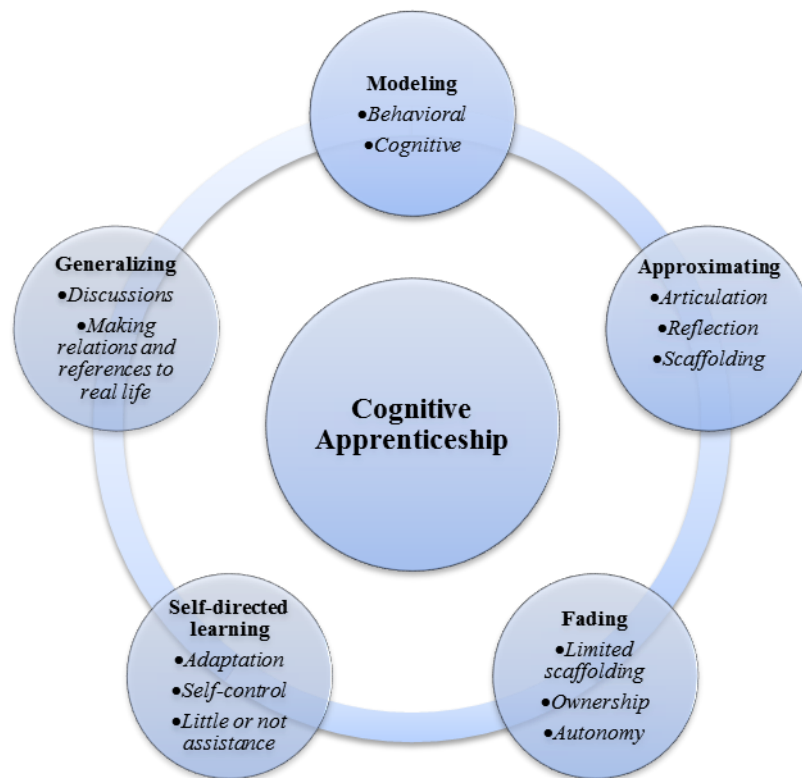 Modeling
•Behavioral
•Cognitive
Approximating
•Articulation
•Reflection
•Scaffolding
Fading
•Limited
scaffolding
•Ownership
•Autonomy
Self-directed
learning
•Adaptation
•Self-control
•Little or not
assistance
Generalizing
•Discussions
•Making
relations and
references to
real life
Cognitive
Apprenticeship